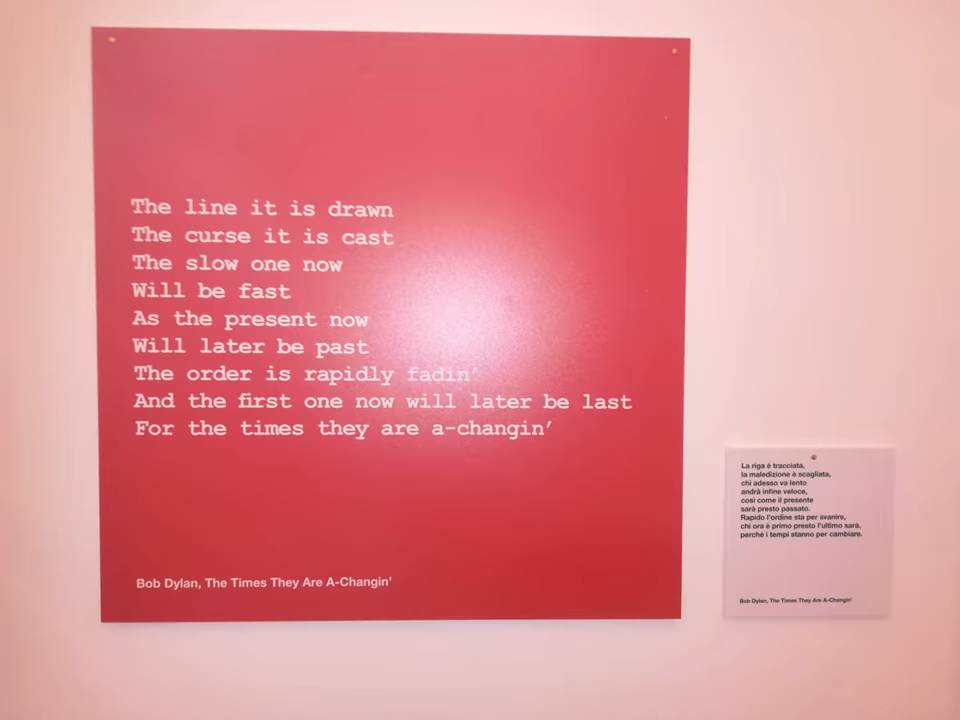 The line it is drawn
The curse it is cast
The slow one now
Will be fast
As the present now
Will later be past
The order is rapidly fadin’
And the first one now will later be last
For the times they are a-changin’
Bob Dylan, The Times They Are A-Changin’
La riga è tracciata,
la maledizione è scagliata,
chi adesso va lento
andrà infine veloce,
così come il presente
sarà presto passato.
Rapido l’ordine sta per svanire,
chi ora è primo presto l’ultimo sarà,
perché i tempi stanno per cambiare.
Bob Dylan, The Times They Are A-Changin’